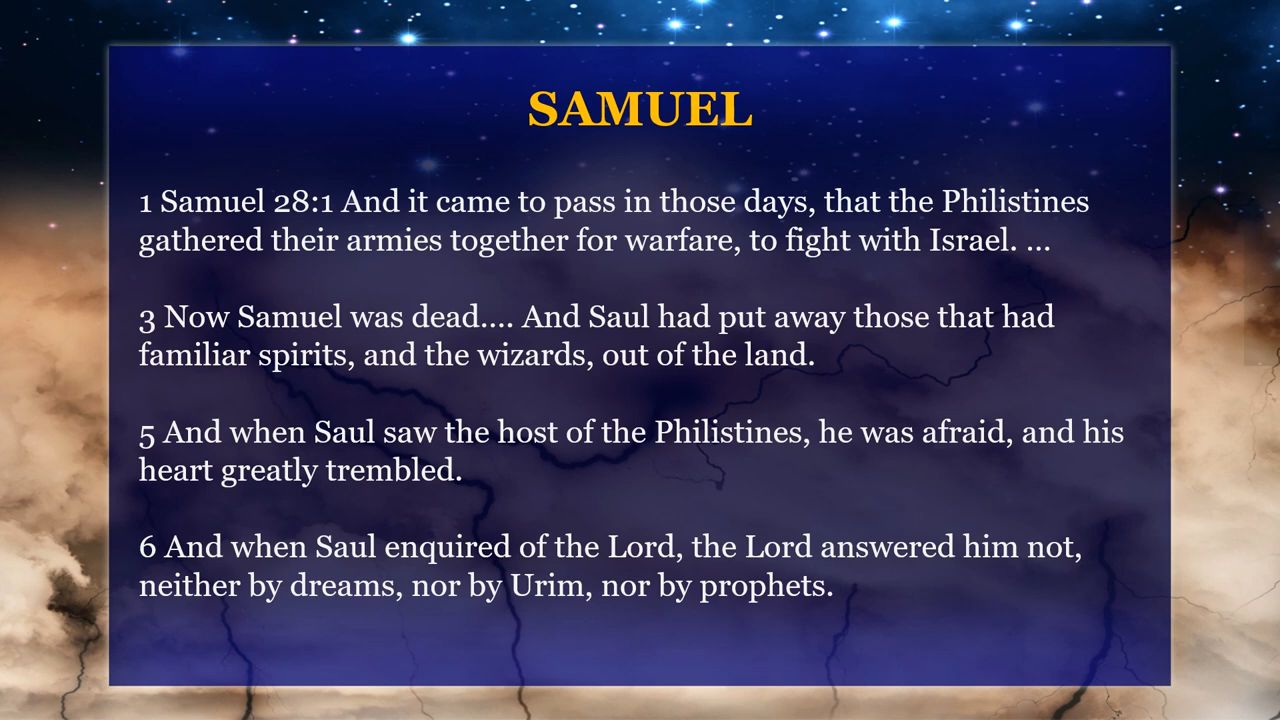 SAMUEL
1 Samuel 28:1 And it came to pass in those days, that the Philistines
gathered their armies together for warfare, to fight with Israel. ...
3 Now Samuel was dead.... And Saul had put away those that had
familiar spirits, and the wizards, out of the land.
5 And when Saul saw the host of the Philistines, he was afraid, and his
heart greatly trembled.
6 And when Saul enquired of the Lord, the Lord answered him not,
neither by dreams, nor by Urim, nor by prophets.